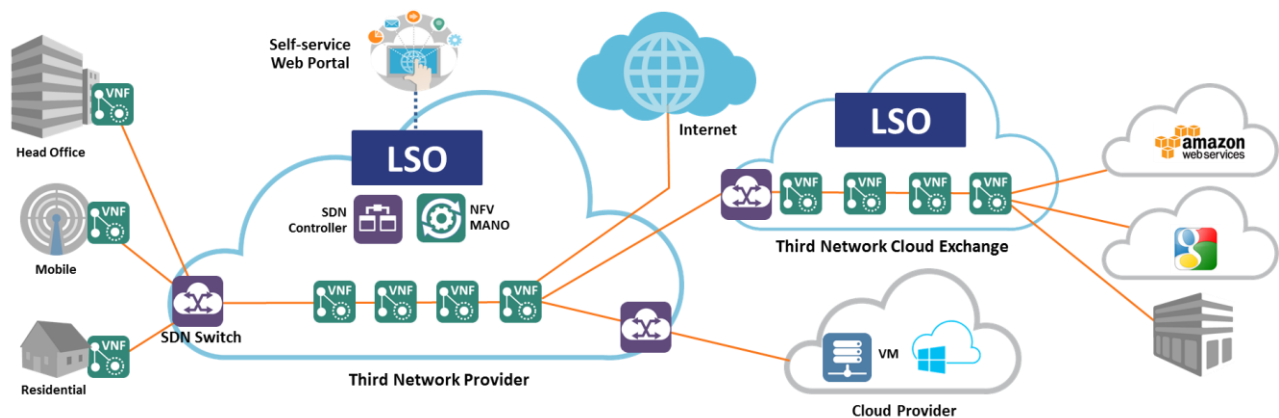 Self-service
Web Portal
VNF
Head Office
LSO
SDN
Controller
NFV
MANO
VNF
Mobile
SDN Switch
VNF
VNF
VNF
VNF
VNF
Residential
Third Network Provider
Internet
LSO
VNF
VNF
VNF
VNF
Third Network Cloud Exchange
amazon
web services
g
VM
Cloud Provider